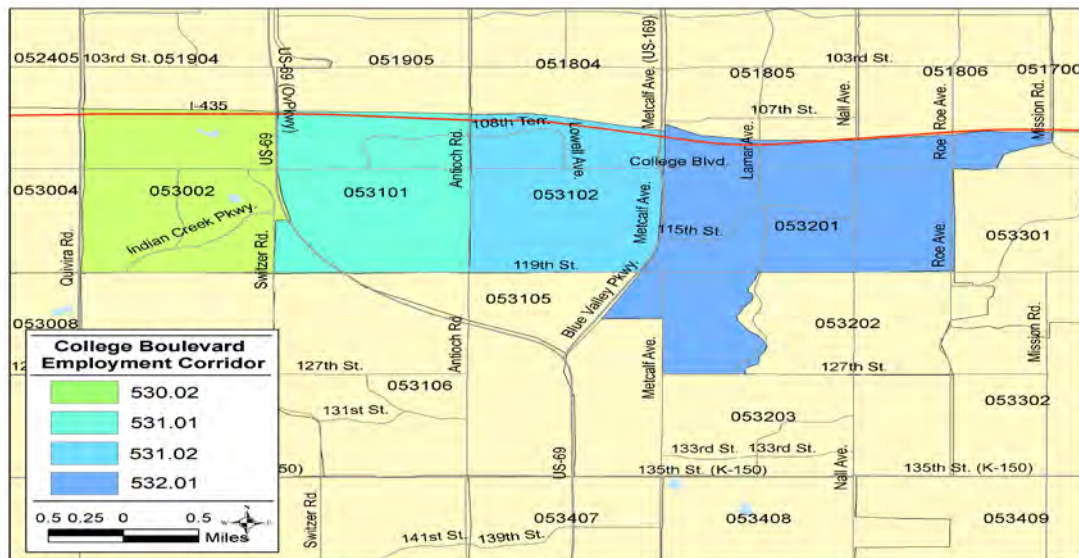 052405
103rd St.
051904
US-69 (OvPkwy)
051905
051804
Metcalf Ave. (US-169)
051805
103rd St.
051806
051700
I-435
108th Terr.
Lowell Ave.
107th St.
Lamar Ave.
Nall Ave.
Roe Ave.
Mission Rd.
US-69
Antioch Rd.
College Blvd.
Roe Ave.
053004
053002
053101
053102
053201
053301
Quivira Rd.
Indian Creek Pkwy.
Switzer Rd.
Metcalf Ave.
115th St.
Roe Ave.
119th St.
Blue Valley Pkwy.
053008
053105
Antioch Rd.
053202
Mission Rd.
College Boulevard
Employment Corridor
530.02
531.01
531.02
532.01
0.5 0.25 0 0.5
Miles
N
W E
S
127th St.
053106
131st St.
Metcalf Ave.
127th St.
053203
053302
133rd St.
133rd St.
50)
US-69
135th St. (K-150)
Nall Ave.
135th St. (K-150)
Switzer Rd
053407
053408
053409
141st St.
139th St.